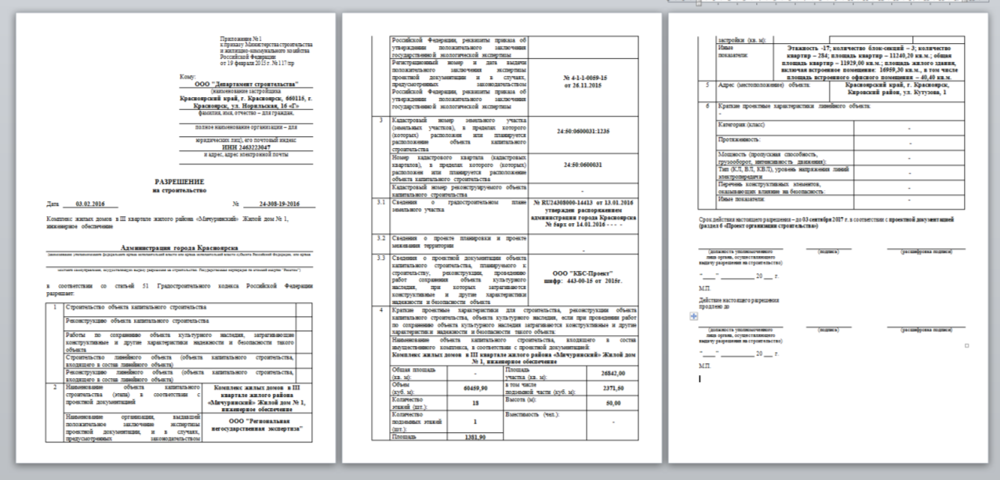 Приложение № 1
к приказу Министерства строительства
и жилищно-коммунального хозяйства
Российской Федерации
от 19 февраля 2015 г. № 117/пр
Кому:
ООО "Департамент строительства"
(наименование застройщика
Красноярский край, г. Красноярск, 660115, г.
Красноярск, ул. Норильская, 16 «Г»
фамилия, имя, отчество – для граждан,
полное наименование организации – для
юридических лиц), его почтовый индекс
ИНН 2463223047
и адрес, адрес электронной почты
РАЗРЕШЕНИЕ
на строительство
Дата 03.02.2016 № 24-308-19-2016
Комплекс жилых домов в III квартале жилого района «Мичуринский» Жилой дом № 1,
инженерное обеспечение
Администрация города Красноярска
в соответствии со статьей 51 Градостроительного кодекса Российской Федерации
разрешает:
1 Строительство объекта капитального строительства
Реконструкцию объекта капитального строительства
Работы по сохранению объекта культурного наследия, затрагивающие
конструктивные и другие характеристики надежности и безопасности такого
объекта
Строительство линейного объекта (объекта капитального строительства,
входящего в состав линейного объекта)
Реконструкцию линейного объекта (объекта капитального строительства,
входящего в состав линейного объекта)
2 Наименование объекта капитального
строительства (этапа) в соответствии с
проектной документацией
Комплекс жилых домов в III
квартале жилого района
«Мичуринский» Жилой дом № 1,
инженерное обеспечение
Наименование организации, выдавшей
положительное заключение экспертизы
проектной документации, и в случаях,
предусмотренных законодательством
ООО "Региональная
негосударственная экспертиза"
Российской Федерации, реквизиты приказа об
утверждении положительного заключения
государственной экологической экспертизы
Регистрационный номер и дата выдачи
положительного заключения экспертизы
проектной документации и в случаях,
предусмотренных законодательством
Российской Федерации, реквизиты приказа об
утверждении положительного заключения
государственной экологической экспертизы
№ 4-1-1-0059-15
от 26.11.2015
3 Кадастровый номер земельного участка
(земельных участков), в пределах которого
(которых) расположен или планируется
расположение объекта капитального
строительства
24:50:0600031:1235
Номер кадастрового квартала (кадастровых
кварталов), в пределах которого (которых)
расположен или планируется расположение
объекта капитального строительства
24:50:0600031
Кадастровый номер реконструируемого объекта
капитального строительства
-
3.1 Сведения о градостроительном плане
земельного участка
№ RU24308000-14413 от 13.01.2016
утвержден распоряжением
администрации города Красноярска
№ 5арх от 14.01.2016 - - - -
3.2 Сведения о проекте планировки и проекте
межевания территории
-
3.3 Сведения о проектной документации объекта
капитального строительства, планируемого к
строительству, реконструкции, проведению
работ сохранения объекта культурного
наследия, при которых затрагиваются
конструктивные и другие характеристики
надежности и безопасности объекта
ООО "КБС-Проект"
шифр: 443-00-15 от 2015г.
4 Краткие проектные характеристики для строительства, реконструкции объекта
капитального строительства, объекта культурного наследия, если при проведении работ
по сохранению объекта культурного наследия затрагиваются конструктивные и другие
характеристики надежности и безопасности такого объекта:
Наименование объекта капитального строительства, входящего в состав
имущественного комплекса, в соответствии с проектной документацией:
Комплекс жилых домов в III квартале жилого района «Мичуринский» Жилой дом
№ 1, инженерное обеспечение
Общая площадь
(кв. м): - Площадь
участка (кв. м): 26842,00
Объем
(куб. м): 60459,90 в том числе
подземной части (куб. м): 2371,50
Количество
этажей (шт.): 18 Высота (м): 50,00
Количество
подземных этажей
(шт.): 1 Вместимость (чел.): -
Площадь 1381,90
застройки (кв. м):
Иные
показатели:
Этажность -17; количество блок-секций – 3; количество
квартир – 284; площадь квартир – 11240,20 кв.м.; общая
площадь квартир – 11929,00 кв.м.; площадь жилого здания,
включая встроенное помещение: 16959,30 кв.м., в том числе
площадь встроенного офисного помещения – 40,40 кв.м.
5 Адрес (местоположение) объекта:
Красноярский край, г. Красноярск,
Кировский район, ул. Кутузова, 1
6 Краткие проектные характеристики линейного объекта:
-
Категория: (класс) -
Протяженность: -
Мощность (пропускная способность,
грузооборот, интенсивность движения): -
Тип (КЛ, ВЛ, КВЛ), уровень напряжения линий
электропередачи -
Перечень конструктивных элементов,
оказывающих влияние на безопасность: -
Иные показатели: -
Срок действия настоящего разрешения – до 03 сентября 2017 г. в соответствии с проектной документацией
(раздел 6 «Проект организации строительства»)
(должность уполномоченного
лица органа, осуществляющего
выдачу разрешения на строительство)
(подпись) (расшифровка подписи)
" " 20 г.
М.П.
Действие настоящего разрешения
продлено до
(должность уполномоченного
лица органа, осуществляющего
выдачу разрешения на строительство)
(подпись) (расшифровка подписи)
" " 20 г.
М.П.